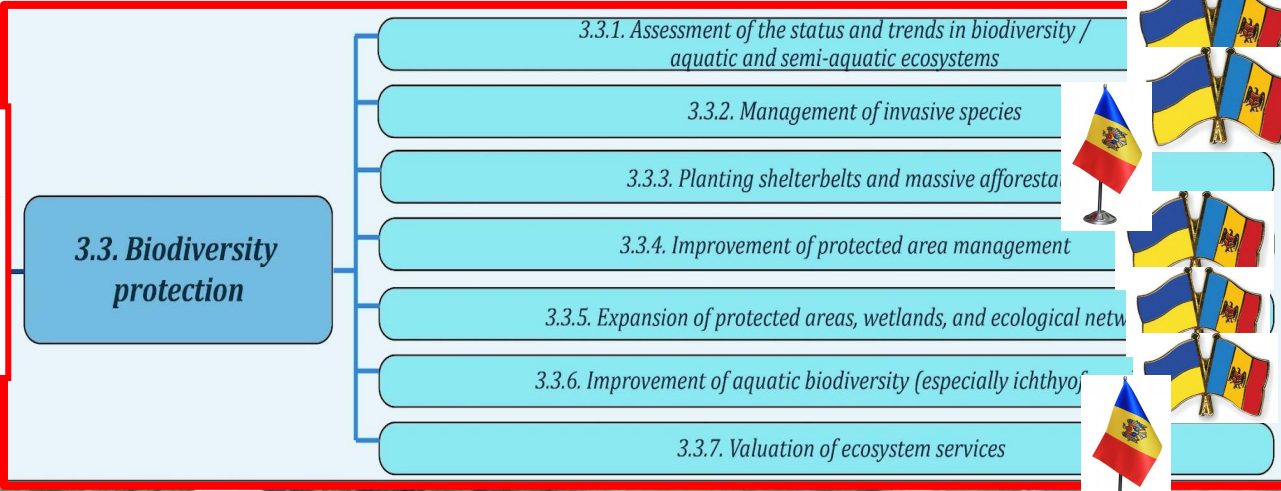 3.3.1. Assessment of the status and trends in biodiversity /
aquatic and semi-aquatic ecosystems
3.3.2. Management of invasive species
3.3.3. Planting shelterbelts and massive
3.3. Biodiversity
protection
3.3.4. Improvement of protected area management
3.3.5. Expansion of protected areas, wetlands, and ecological
3.3.6. Improvement of aquatic biodiversity (especially
3.3.7. Valuation of ecosystem services